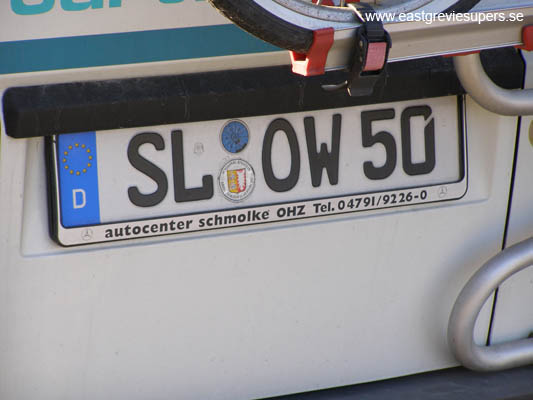 www.eastgreviesupers.se
D SL OW 50
autocenter schmolke OHZ Tel. 04791/9226-0